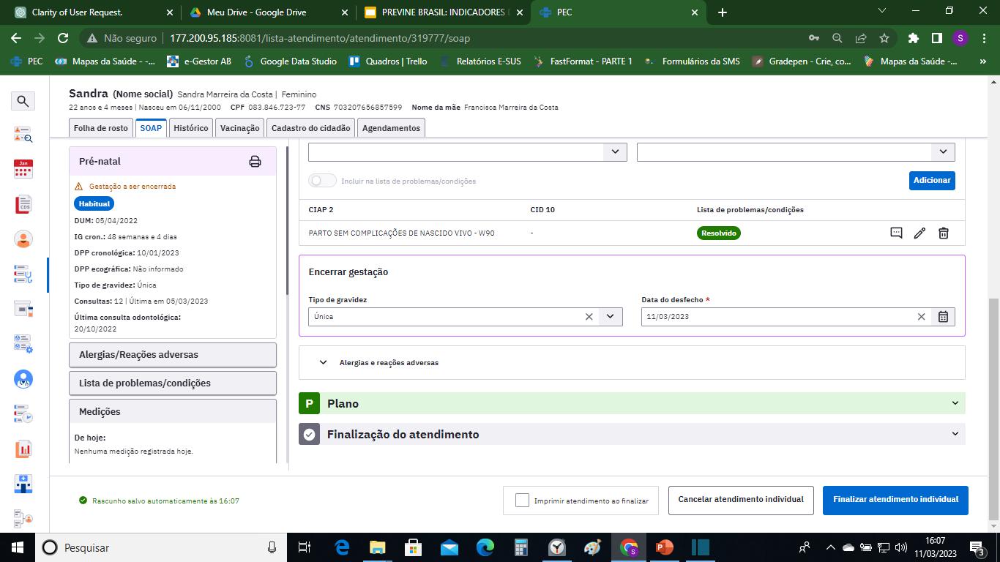 Clarity of User Request.
Meu Drive - Google Drive
PREVINE BRASIL: INDICADORES
PEC
Não seguro
177.200.95.185:8081/lista-atendimento/atendimento/319777/soap
S
PEC
Mapas da Saúde - -...
e-Gestor AB
Google Data Studio
Quadros | Trello
Relatórios E-SUS
FastFormat - PARTE 1
Formulários da SMS
Gradepen - Crie, co...
Mapas da Saúde -...
»
Sandra (Nome social) Sandra Marreira da Costa | Feminino
22 anos e 4 meses | Nasceu em 06/11/2000 CPF 083.846.723-77 CNS 703207656857599 Nome da mãe Francisca Marreira da Costa
Folha de rosto
SOAP
Histórico
Vacinação
Cadastro do cidadão
Agendamentos
Jan
CDS
Pré-natal
Gestação a ser encerrada
Habitual
DUM: 05/04/2022
IG cron.: 48 semanas e 4 dias
DPP cronológica: 10/01/2023
DPP ecográfica: Não informado
Tipo de gravidez: Única
Consultas: 12 | Última em 05/03/2023
Última consulta odontológica:
20/10/2022
Alergias/Reações adversas
Lista de problemas/condições
Medições
De hoje:
Nenhuma medição registrada hoje.
Incluir na lista de problemas/condições
Adicionar
CIAP 2
CID 10
Lista de problemas/condições
PARTO SEM COMPLICAÇÕES DE NASCIDO VIVO - W90
-
Resolvido
Encerrar gestação
Tipo de gravidez
Data do desfecho *
Única
11/03/2023
Alergias e reações adversas
P Plano
Finalização do atendimento
Rascunho salvo automaticamente às 16:07
Imprimir atendimento ao finalizar
Cancelar atendimento individual
Finalizar atendimento individual
Pesquisar
S
16:07
11/03/2023
3